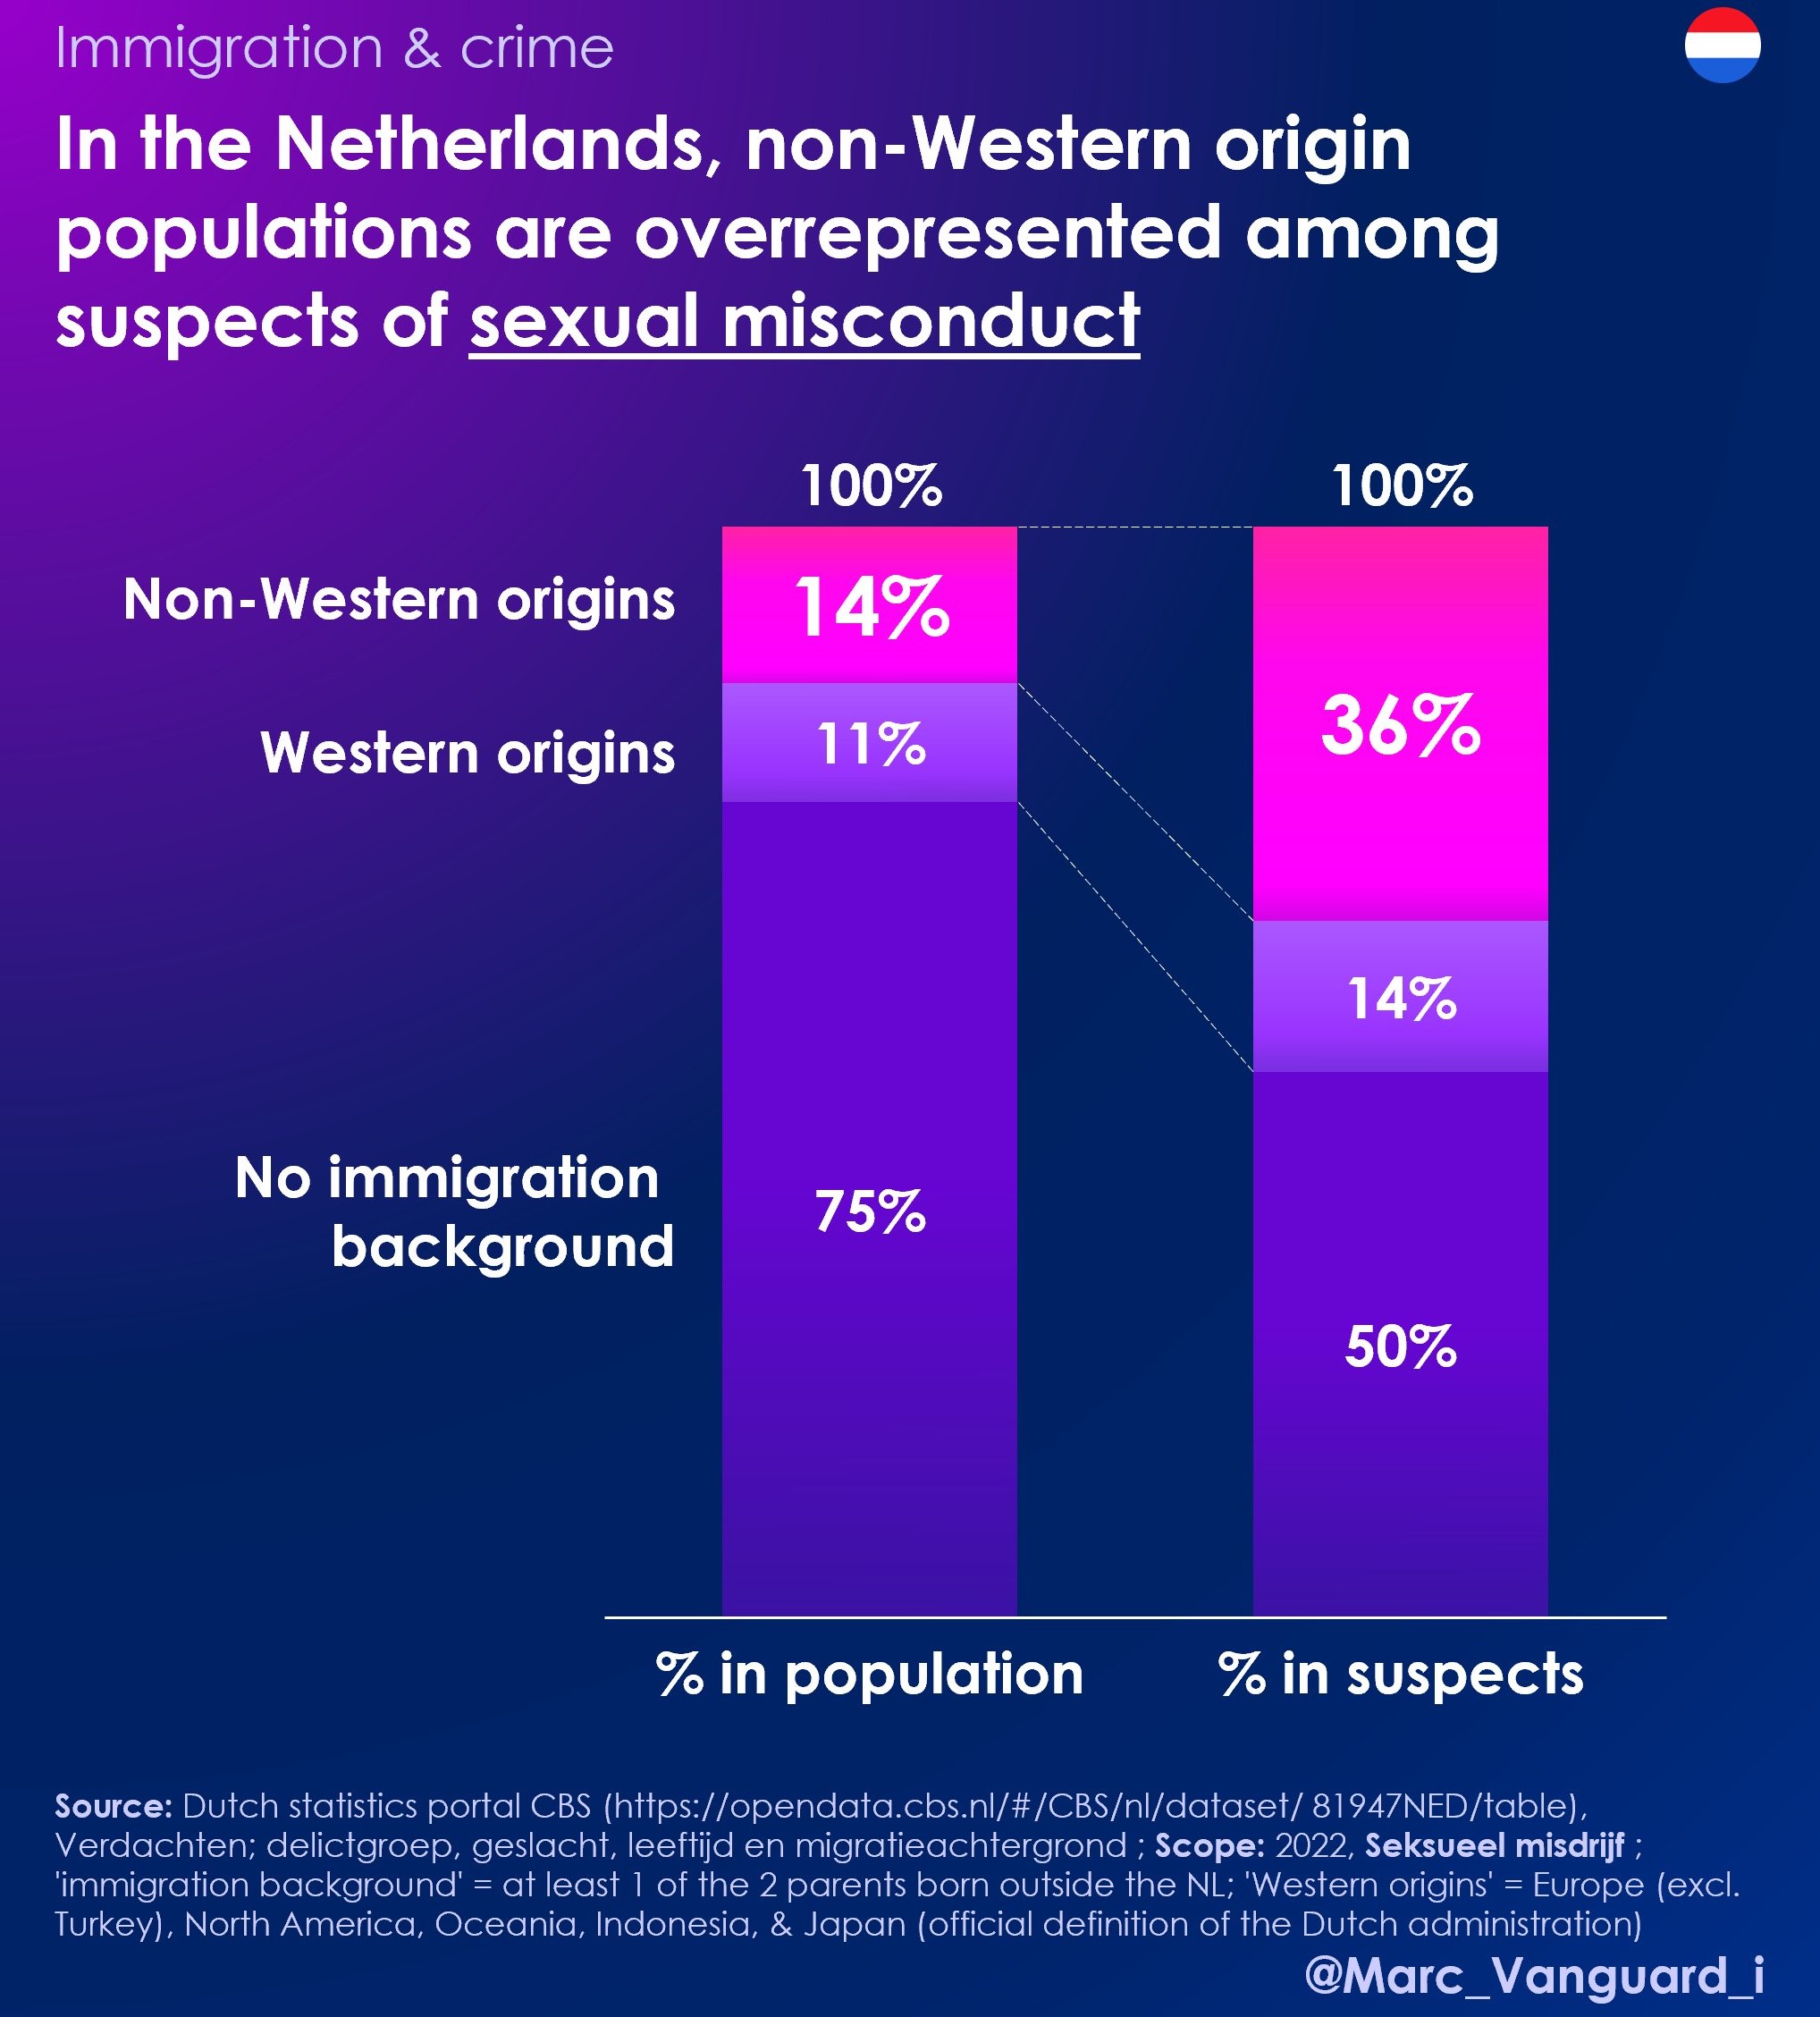 Immigration & crime
In the Netherlands, non-Western origin
populations are overrepresented among
suspects of sexual misconduct
100%
100%
Non-Western origins
14%
36%
Western origins
11%
14%
No immigration
background
75%
50%
% in population
% in suspects
Source: Dutch statistics portal CBS (https://opendata.cbs.nl/#/CBS/nl/dataset/ 81947NED/table),
Verdachten; delictgroep, geslacht, leeftijd en migratieachtergrond ; Scope: 2022, Seksueel misdrijf ;
'immigration background' = at least 1 of the 2 parents born outside the NL; 'Western origins' = Europe (excl.
Turkey), North America, Oceania, Indonesia, & Japan (official definition of the Dutch administration)
@Marc_Vanguard_i